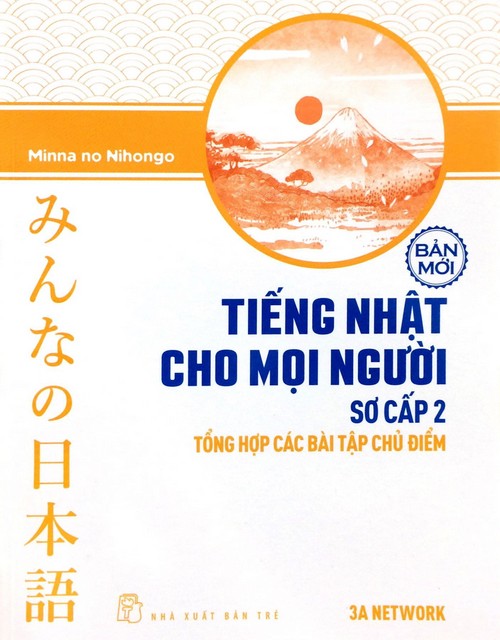 Minna no Nihongo
みんなの日本語
BẢN
MỚI
TIẾNG NHẬT
CHO MỌI NGƯỜI
SƠ CẤP 2
TỔNG HỢP CÁC BÀI TẬP CHỦ ĐIỂM
NHÀ XUẤT BẢN TRẺ
3A NETWORK